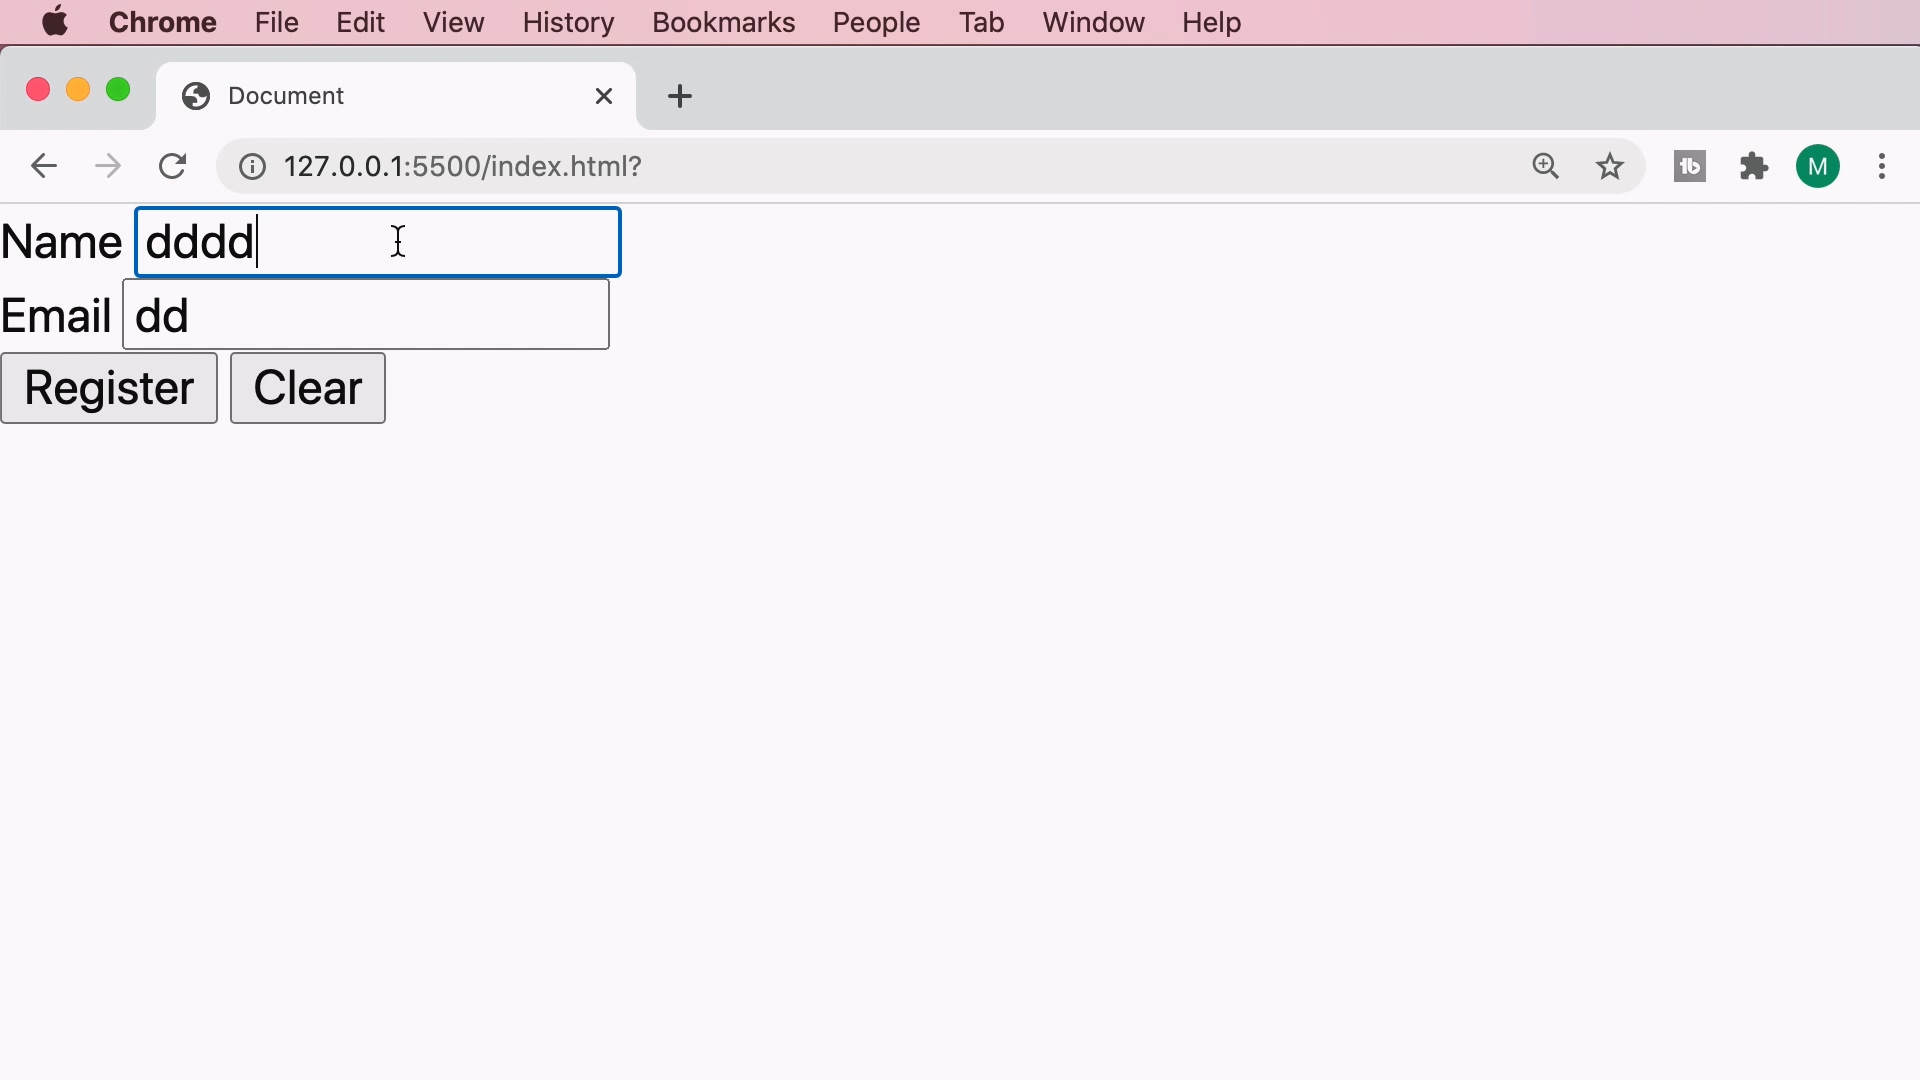 Chrome File Edit View History Bookmarks People Tab Window Help
Document
127.0.0.1:5500/index.html?
M
Name dddd
Email dd
Register Clear